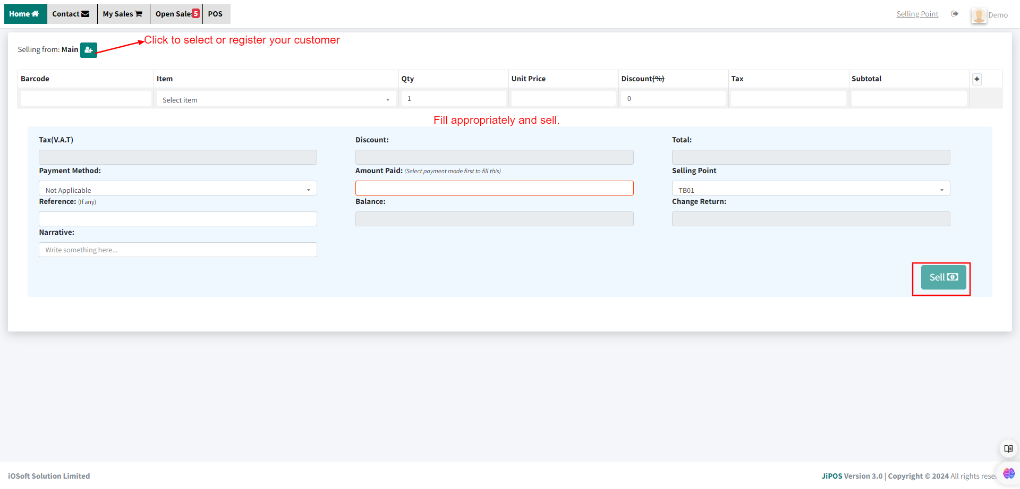 Home Contact My Sales Open Sales 5 POS Selling Point Demo
Click to select or register your customer
Selling from: Main
Barcode Item Qty Unit Price Discount(%) Tax Subtotal +
Select item 1 0
Fill appropriately and sell.
Tax(V.A.T) Discount: Total:
Payment Method: Amount Paid: (Select payment mode first to fill this) Selling Point
Not Applicable TB01
Reference: (If any) Balance: Change Return:
Narrative:
Write something here...
Sell
iOSoft Solution Limited JiPOS Version 3.0 | Copyright © 2024 All rights rese